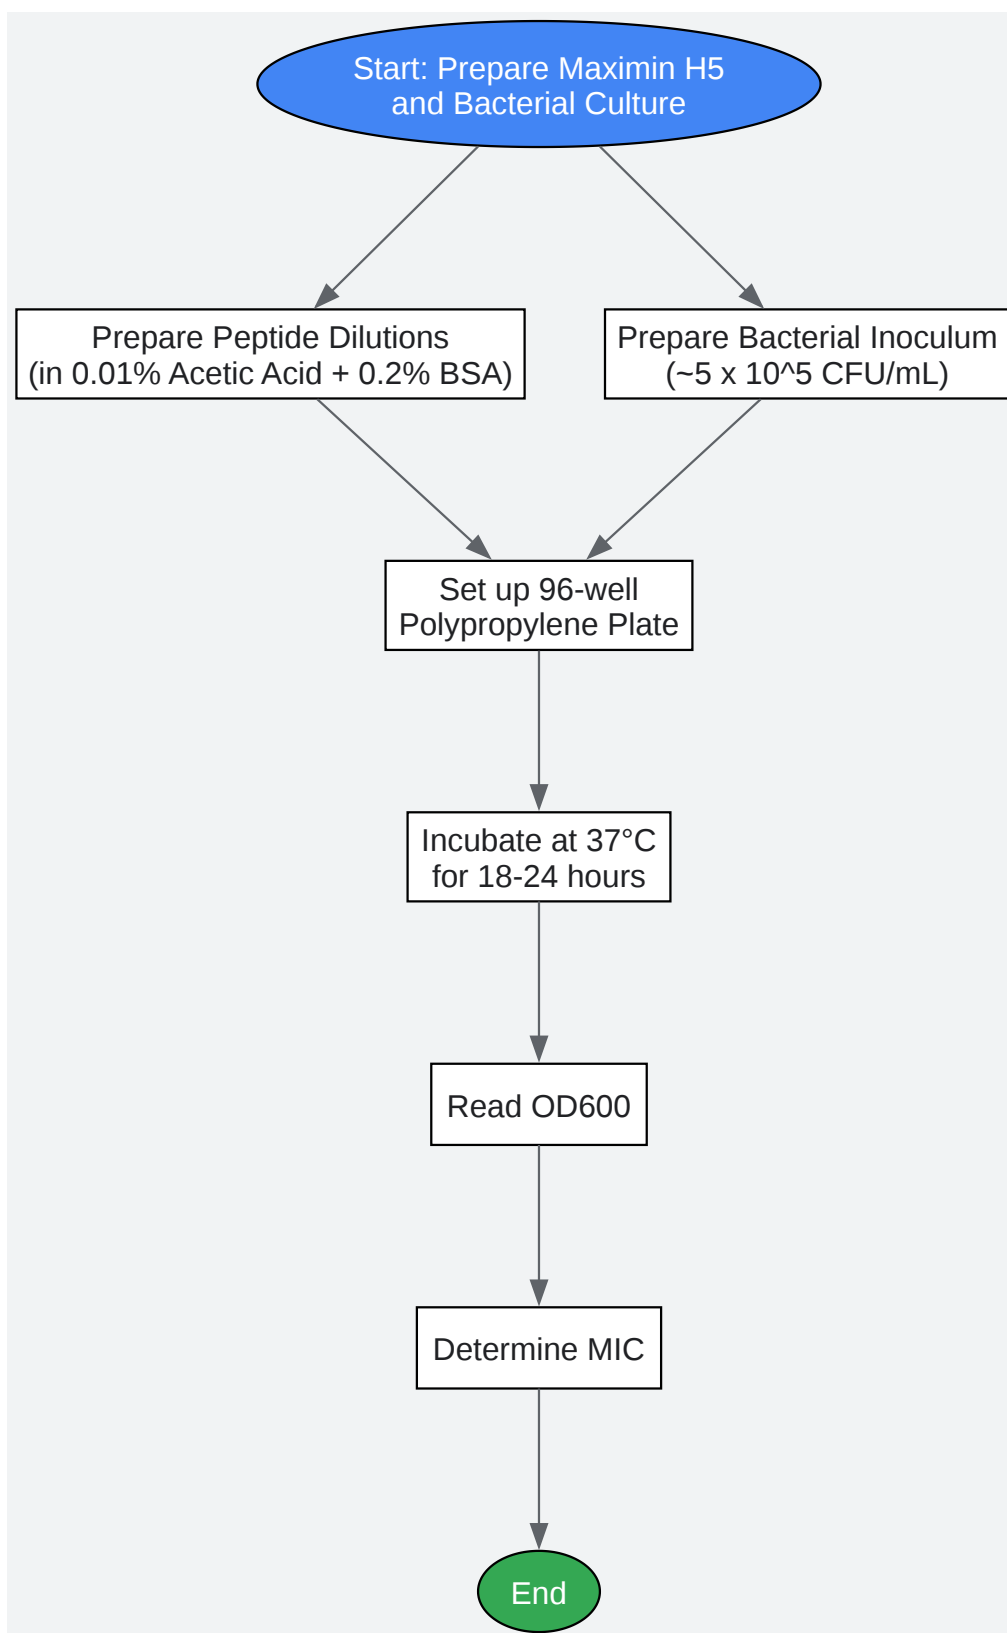 Start: Prepare Maximin H5
and Bacterial Culture
Prepare Peptide Dilutions
(in 0.01% Acetic Acid + 0.2% BSA)
Prepare Bacterial Inoculum
(~5 x 10^5 CFU/mL)
Set up 96-well
Polypropylene Plate
Incubate at 37°C
for 18-24 hours
Read OD600
Determine MIC
End